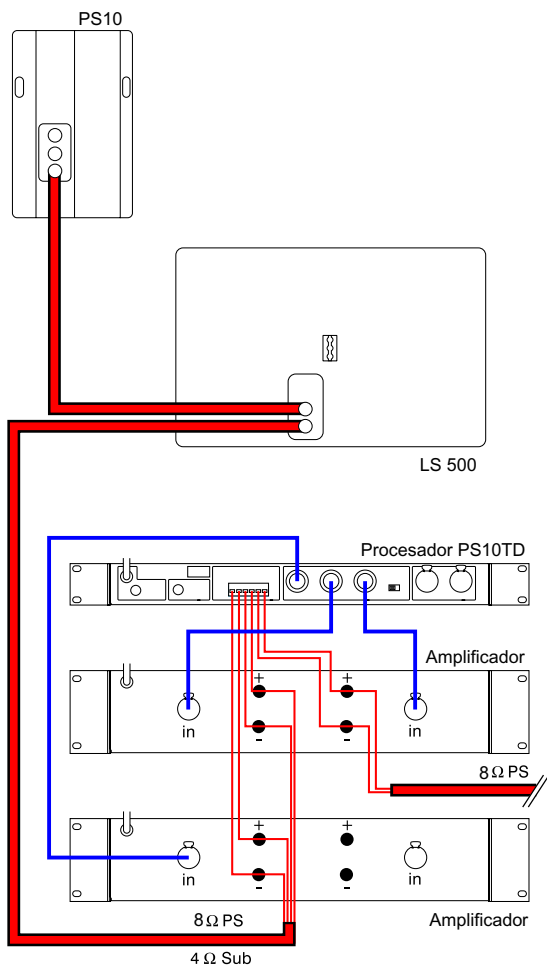 PS10
LS 500
Procesador PS10TD
Amplificador
+ +
in in
- -
8 Ω PS
+ +
in in
- -
8 Ω PS
Amplificador
4 Ω Sub